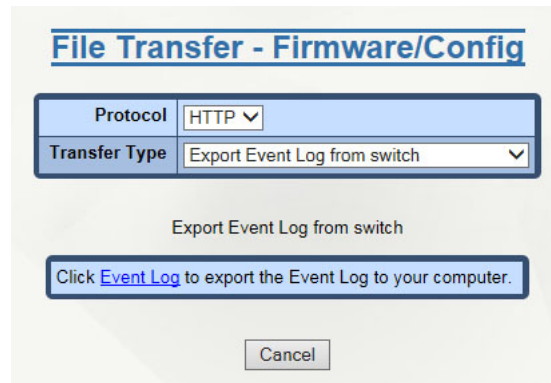 File Transfer - Firmware/Config
Protocol HTTP
Transfer Type Export Event Log from switch
Export Event Log from switch
Click Event Log to export the Event Log to your computer.
Cancel